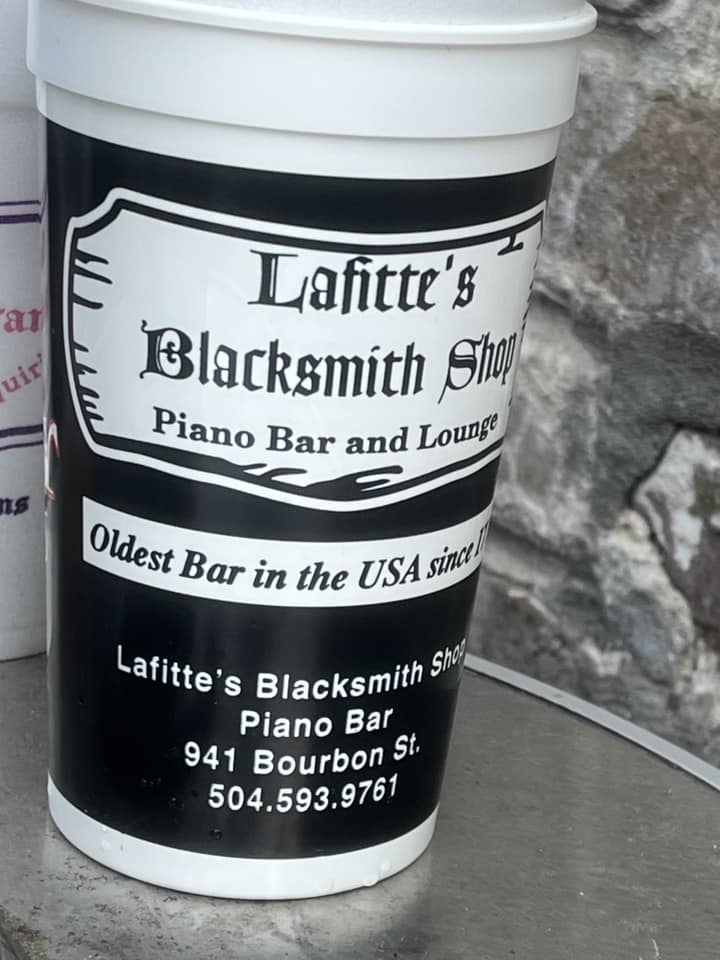 Lafitte's
Blacksmith Shop
Piano Bar and Lounge
Oldest Bar in the USA since
Lafitte's Blacksmith Shop
Piano Bar
941 Bourbon St.
504.593.9761